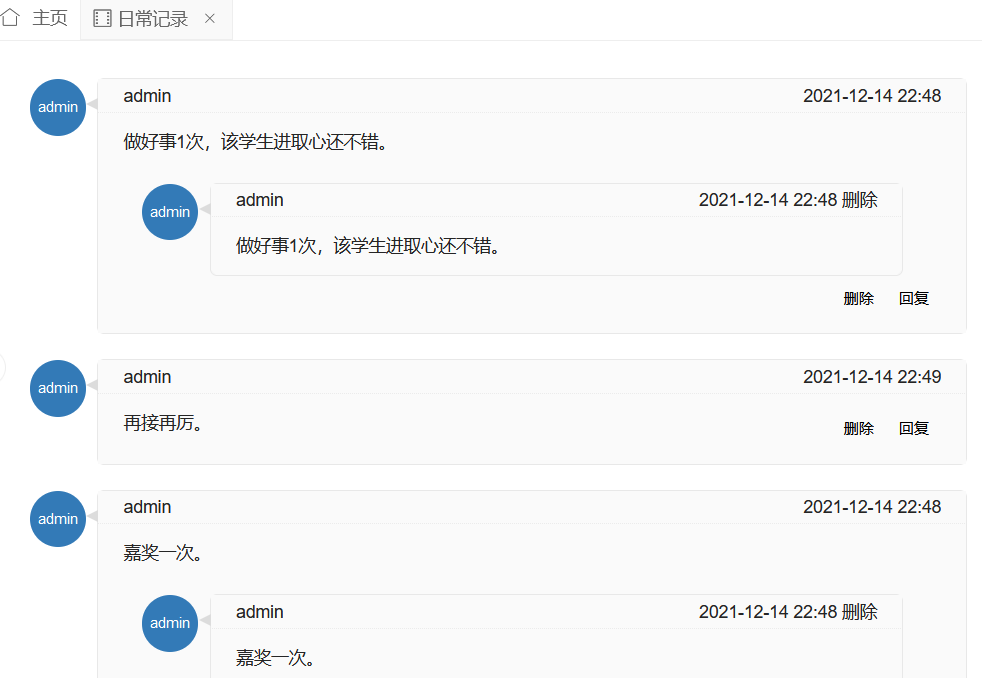 主页 日常记录 ×
admin admin 2021-12-14 22:48
做好事1次，该学生进取心还不错。
admin admin 2021-12-14 22:48 删除
做好事1次，该学生进取心还不错。
删除 回复
admin admin 2021-12-14 22:49
再接再厉。
删除 回复
admin admin 2021-12-14 22:48
嘉奖一次。
admin admin 2021-12-14 22:48 删除
嘉奖一次。